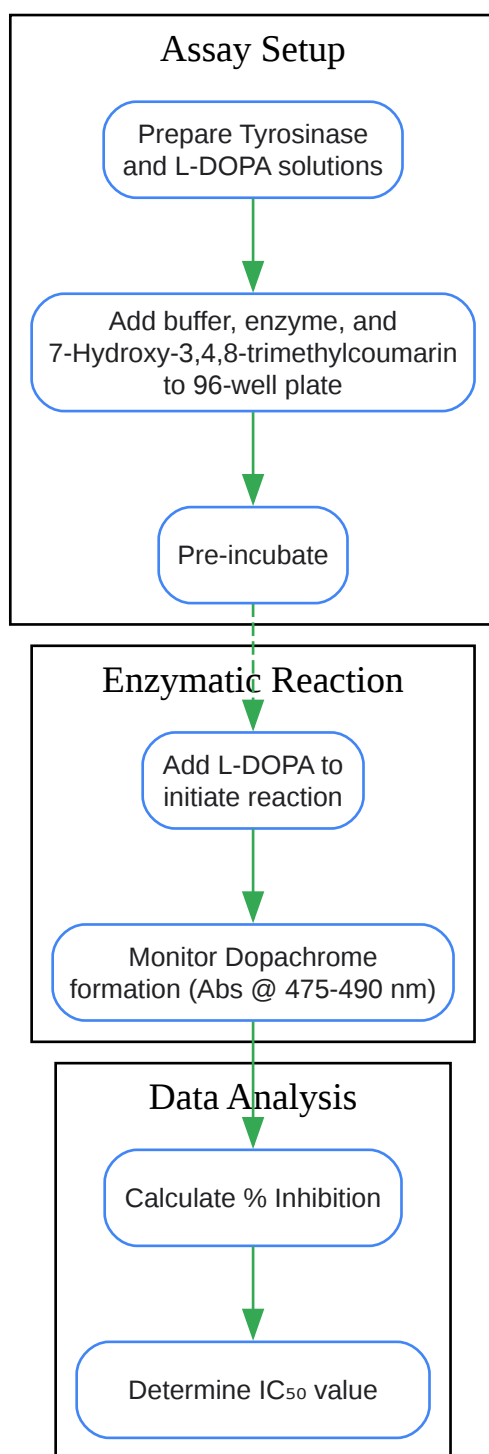 Assay Setup
Prepare Tyrosinase
and L-DOPA solutions
Add buffer, enzyme, and
7-Hydroxy-3,4,8-trimethylcoumarin
to 96-well plate
Pre-incubate
Enzymatic Reaction
Add L-DOPA to
initiate reaction
Monitor Dopachrome
formation (Abs @ 475-490 nm)
Data Analysis
Calculate % Inhibition
Determine IC₅₀ value